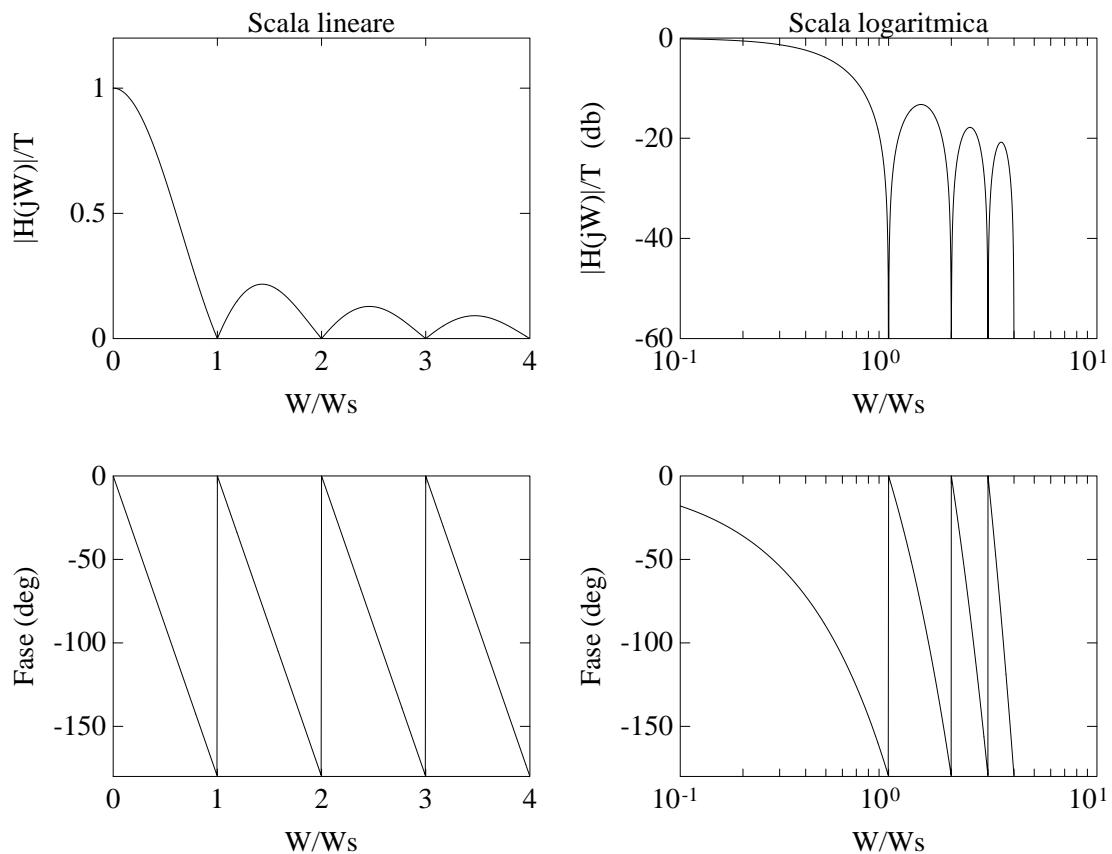 Scala lineare
1
0.5
0
|H(jW)|/T
0 1 2 3 4
W/Ws
Scala logaritmica
0
-20
-40
-60
|H(jW)|/T (db)
10-1 100 101
W/Ws
0
-50
-100
-150
Fase (deg)
0 1 2 3 4
W/Ws
0
-50
-100
-150
Fase (deg)
10-1 100 101
W/Ws